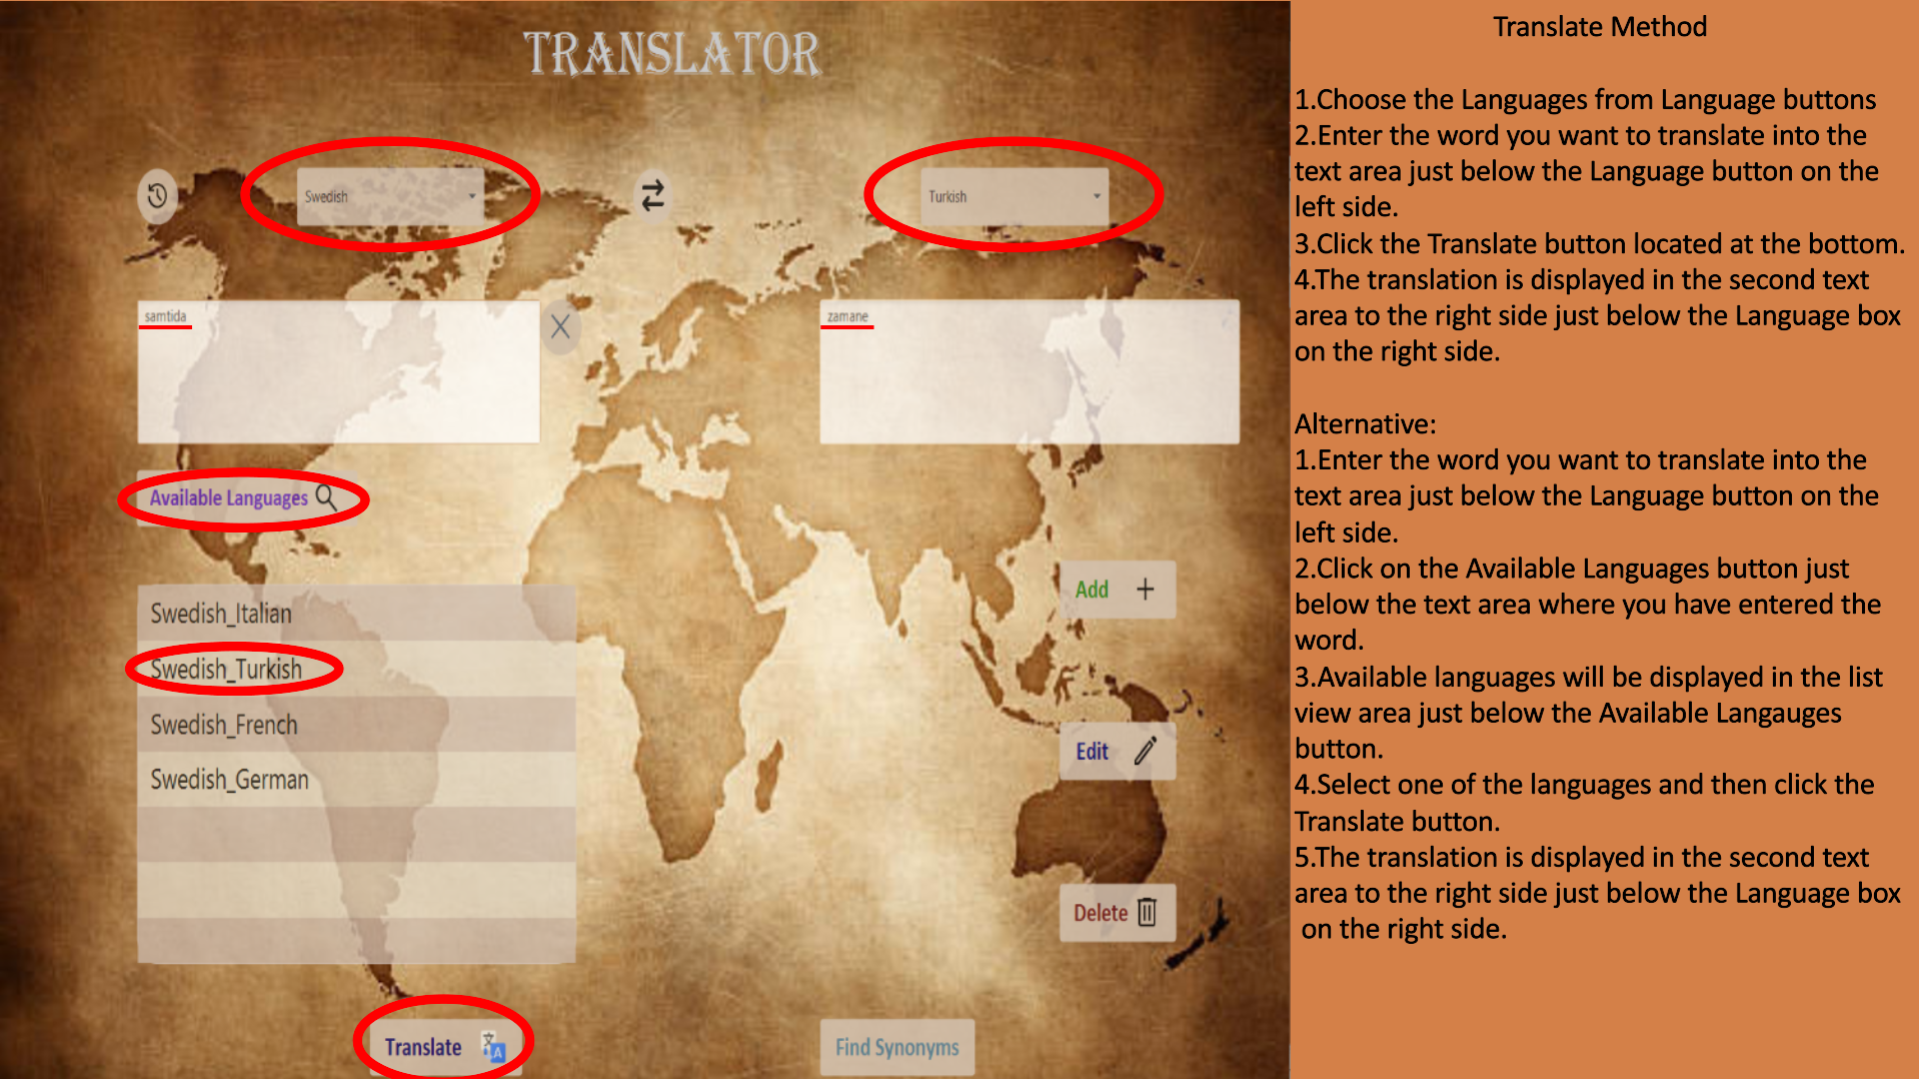 TRANSLATOR
Swedish
Turkish
samtida
zamane
Available Languages
Swedish_Italian
Swedish_Turkish
Swedish_French
Swedish_German
Add
Edit
Delete
Translate
文A
Find Synonyms
Translate Method
1.Choose the Languages from Language buttons
2.Enter the word you want to translate into the
text area just below the Language button on the
left side.
3.Click the Translate button located at the bottom.
4.The translation is displayed in the second text
area to the right side just below the Language box
on the right side.
Alternative:
1.Enter the word you want to translate into the
text area just below the Language button on the
left side.
2.Click on the Available Languages button just
below the text area where you have entered the
word.
3.Available languages will be displayed in the list
view area just below the Available Langauges
button.
4.Select one of the languages and then click the
Translate button.
5.The translation is displayed in the second text
area to the right side just below the Language box
on the right side.